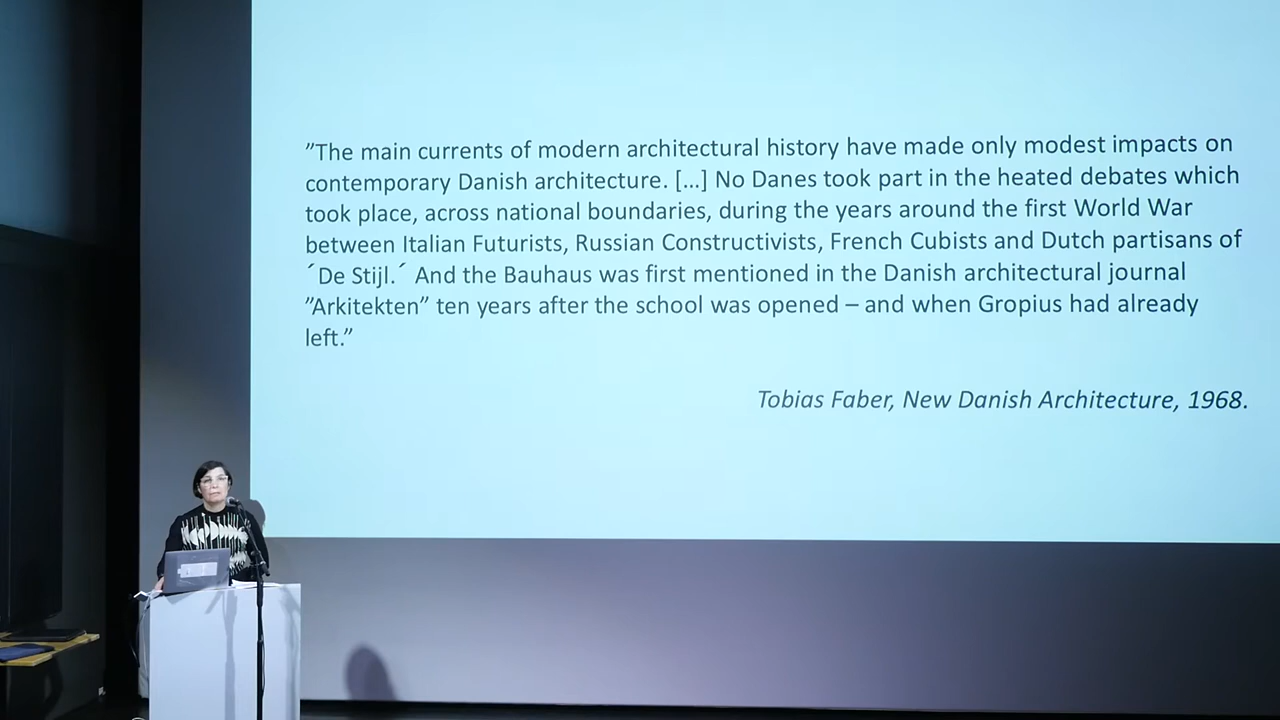 ”The main currents of modern architectural history have made only modest impacts on
contemporary Danish architecture. [...] No Danes took part in the heated debates which
took place, across national boundaries, during the years around the first World War
between Italian Futurists, Russian Constructivists, French Cubists and Dutch partisans of
´De Stijl.´ And the Bauhaus was first mentioned in the Danish architectural journal
”Arkitekten” ten years after the school was opened – and when Gropius had already
left.”
Tobias Faber, New Danish Architecture, 1968.